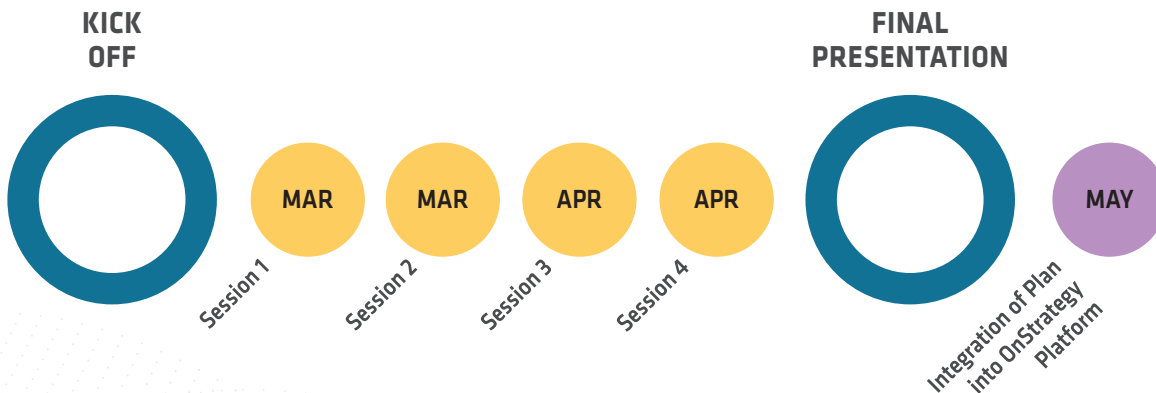 KICK
OFF
FINAL
PRESENTATION
MAR
MAR
APR
APR
MAY
Session 1
Session 2
Session 3
Session 4
Integration of Plan
into OnStrategy
Platform